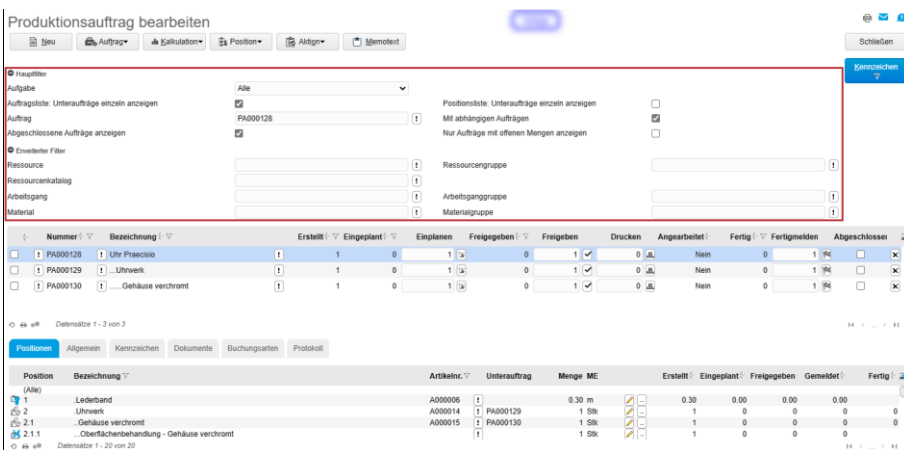 Produktionsauftrag bearbeiten
Neu Auftrag Kalkulation Position Aktion Memotext Schließen
Kennzeichen
Hauptfilter
Aufgabe Alle
Auftragsliste: Unteraufträge einzeln anzeigen Positionsliste: Unteraufträge einzeln anzeigen
Auftrag PA000128 Mit abhängigen Aufträgen
Abgeschlossene Aufträge anzeigen Nur Aufträge mit offenen Mengen anzeigen
Erweiterter Filter
Ressource Ressourcengruppe
Ressourcenkatalog
Arbeitsgang Arbeitsganggruppe
Material Materialgruppe
Nummer Bezeichnung Erstellt Eingeplant Einplanen Freigegeben Freigeben Drucken Angearbeitet Fertig Fertigmelden Abgeschlossen
PA000128 Uhr Praecisio 1 0 1 0 1 0 Nein 0 1
PA000129 ...Uhrwerk 1 0 1 0 1 0 Nein 0 1
PA000130 ......Gehäuse verchromt 1 0 1 0 1 0 Nein 0 1
Datensätze 1 - 3 von 3
Positionen Allgemein Kennzeichen Dokumente Buchungsarten Protokoll
Position Bezeichnung Artikelnr. Unterauftrag Menge ME Erstellt Eingeplant Freigegeben Gemeldet Fertig
(Alle)
1 .Lederband A000006 0.30 m 0.30 0.00 0.00 0.00
2 .Uhrwerk A000014 PA000129 1 Stk 1 0 0 0 0
2.1 ..Gehäuse verchromt A000015 PA000130 1 Stk 1 0 0 0 0
2.1.1 ...Oberflächenbehandlung - Gehäuse verchromt 1 Stk 1 0 0 0
Datensätze 1 - 20 von 20